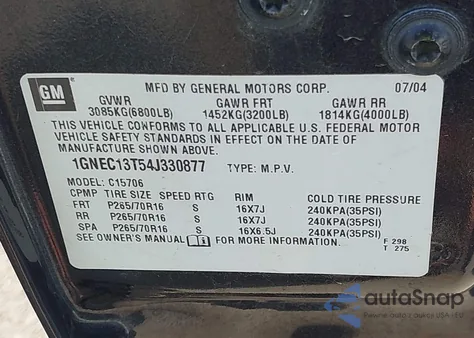 GM
MFD BY GENERAL MOTORS CORP. 07/04
GVWR GAWR FRT GAWR RR
3085KG(6800LB) 1452KG(3200LB) 1814KG(4000LB)
THIS VEHICLE CONFORMS TO ALL APPLICABLE U.S. FEDERAL MOTOR
VEHICLE SAFETY STANDARDS IN EFFECT ON THE DATE OF
MANUFACTURE SHOWN ABOVE.
1GNEC13T54J330877 TYPE: M.P.V.
MODEL: C15706
CPMP TIRE SIZE SPEED RTG RIM COLD TIRE PRESSURE
FRT P265/70R16 S 16X7J 240KPA(35PSI)
RR P265/70R16 S 16X7J 240KPA(35PSI)
SPA P265/70R16 S 16X6.5J 240KPA(35PSI)
SEE OWNER'S MANUAL FOR MORE INFORMATION. F 298
T 275
autoSnap